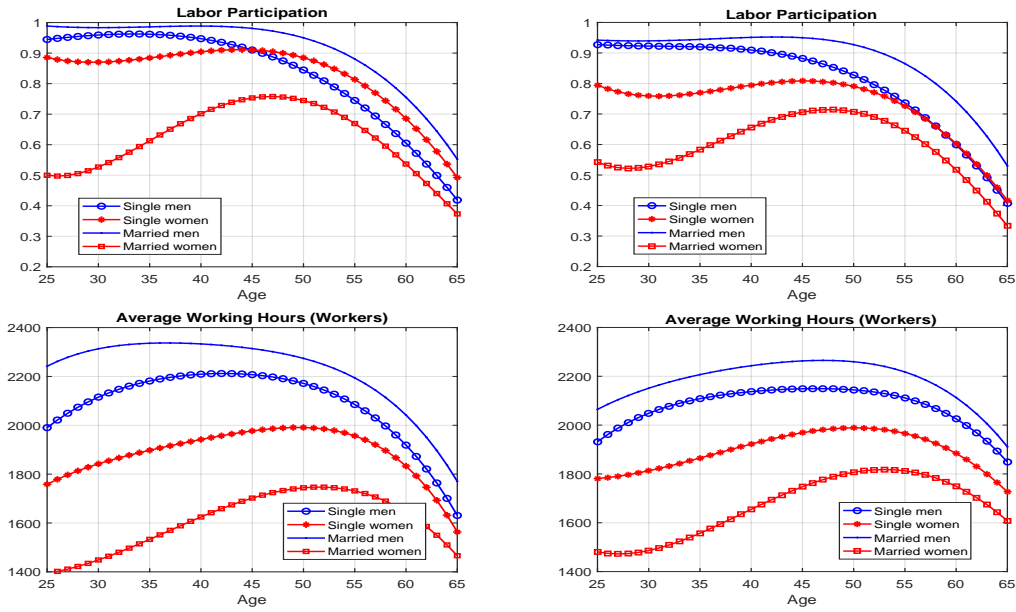 Labor Participation
1
0.9
0.8
0.7
0.6
0.5
0.4
0.3
0.2
Single men
Single women
Married men
Married women
25 30 35 40 45 50 55 60 65
Age
Labor Participation
1
0.9
0.8
0.7
0.6
0.5
0.4
0.3
0.2
Single men
Single women
Married men
Married women
25 30 35 40 45 50 55 60 65
Age
Average Working Hours (Workers)
2400
2200
2000
1800
1600
1400
Single men
Single women
Married men
Married women
25 30 35 40 45 50 55 60 65
Age
Average Working Hours (Workers)
2400
2200
2000
1800
1600
1400
Single men
Single women
Married men
Married women
25 30 35 40 45 50 55 60 65
Age